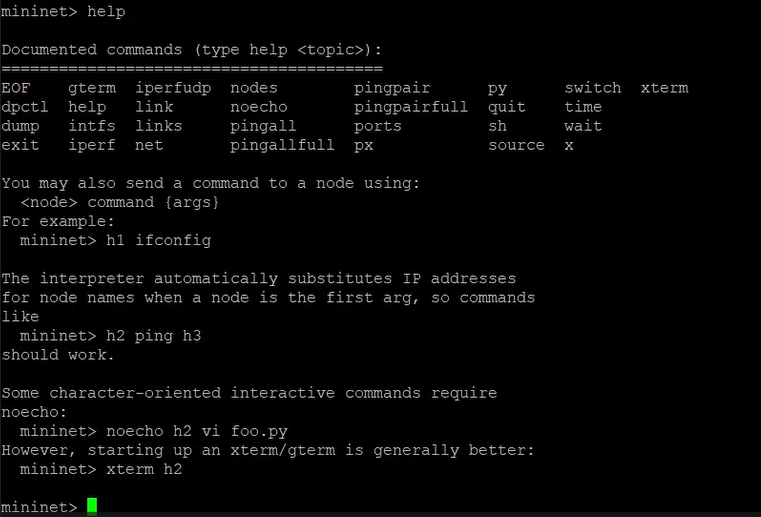 mininet> help
Documented commands (type help <topic>):
========================================
EOF    gterm  iperfudp  nodes        pingpair      py      switch  xterm
dpctl  help   link      noecho       pingpairfull  quit    time
dump   intfs  links     pingall      ports         sh      wait
exit   iperf  net       pingallfull  px            source  x
You may also send a command to a node using:
  <node> command {args}
For example:
  mininet> h1 ifconfig
The interpreter automatically substitutes IP addresses
for node names when a node is the first arg, so commands
like
  mininet> h2 ping h3
should work.
Some character-oriented interactive commands require
noecho:
  mininet> noecho h2 vi foo.py
However, starting up an xterm/gterm is generally better:
  mininet> xterm h2
mininet>